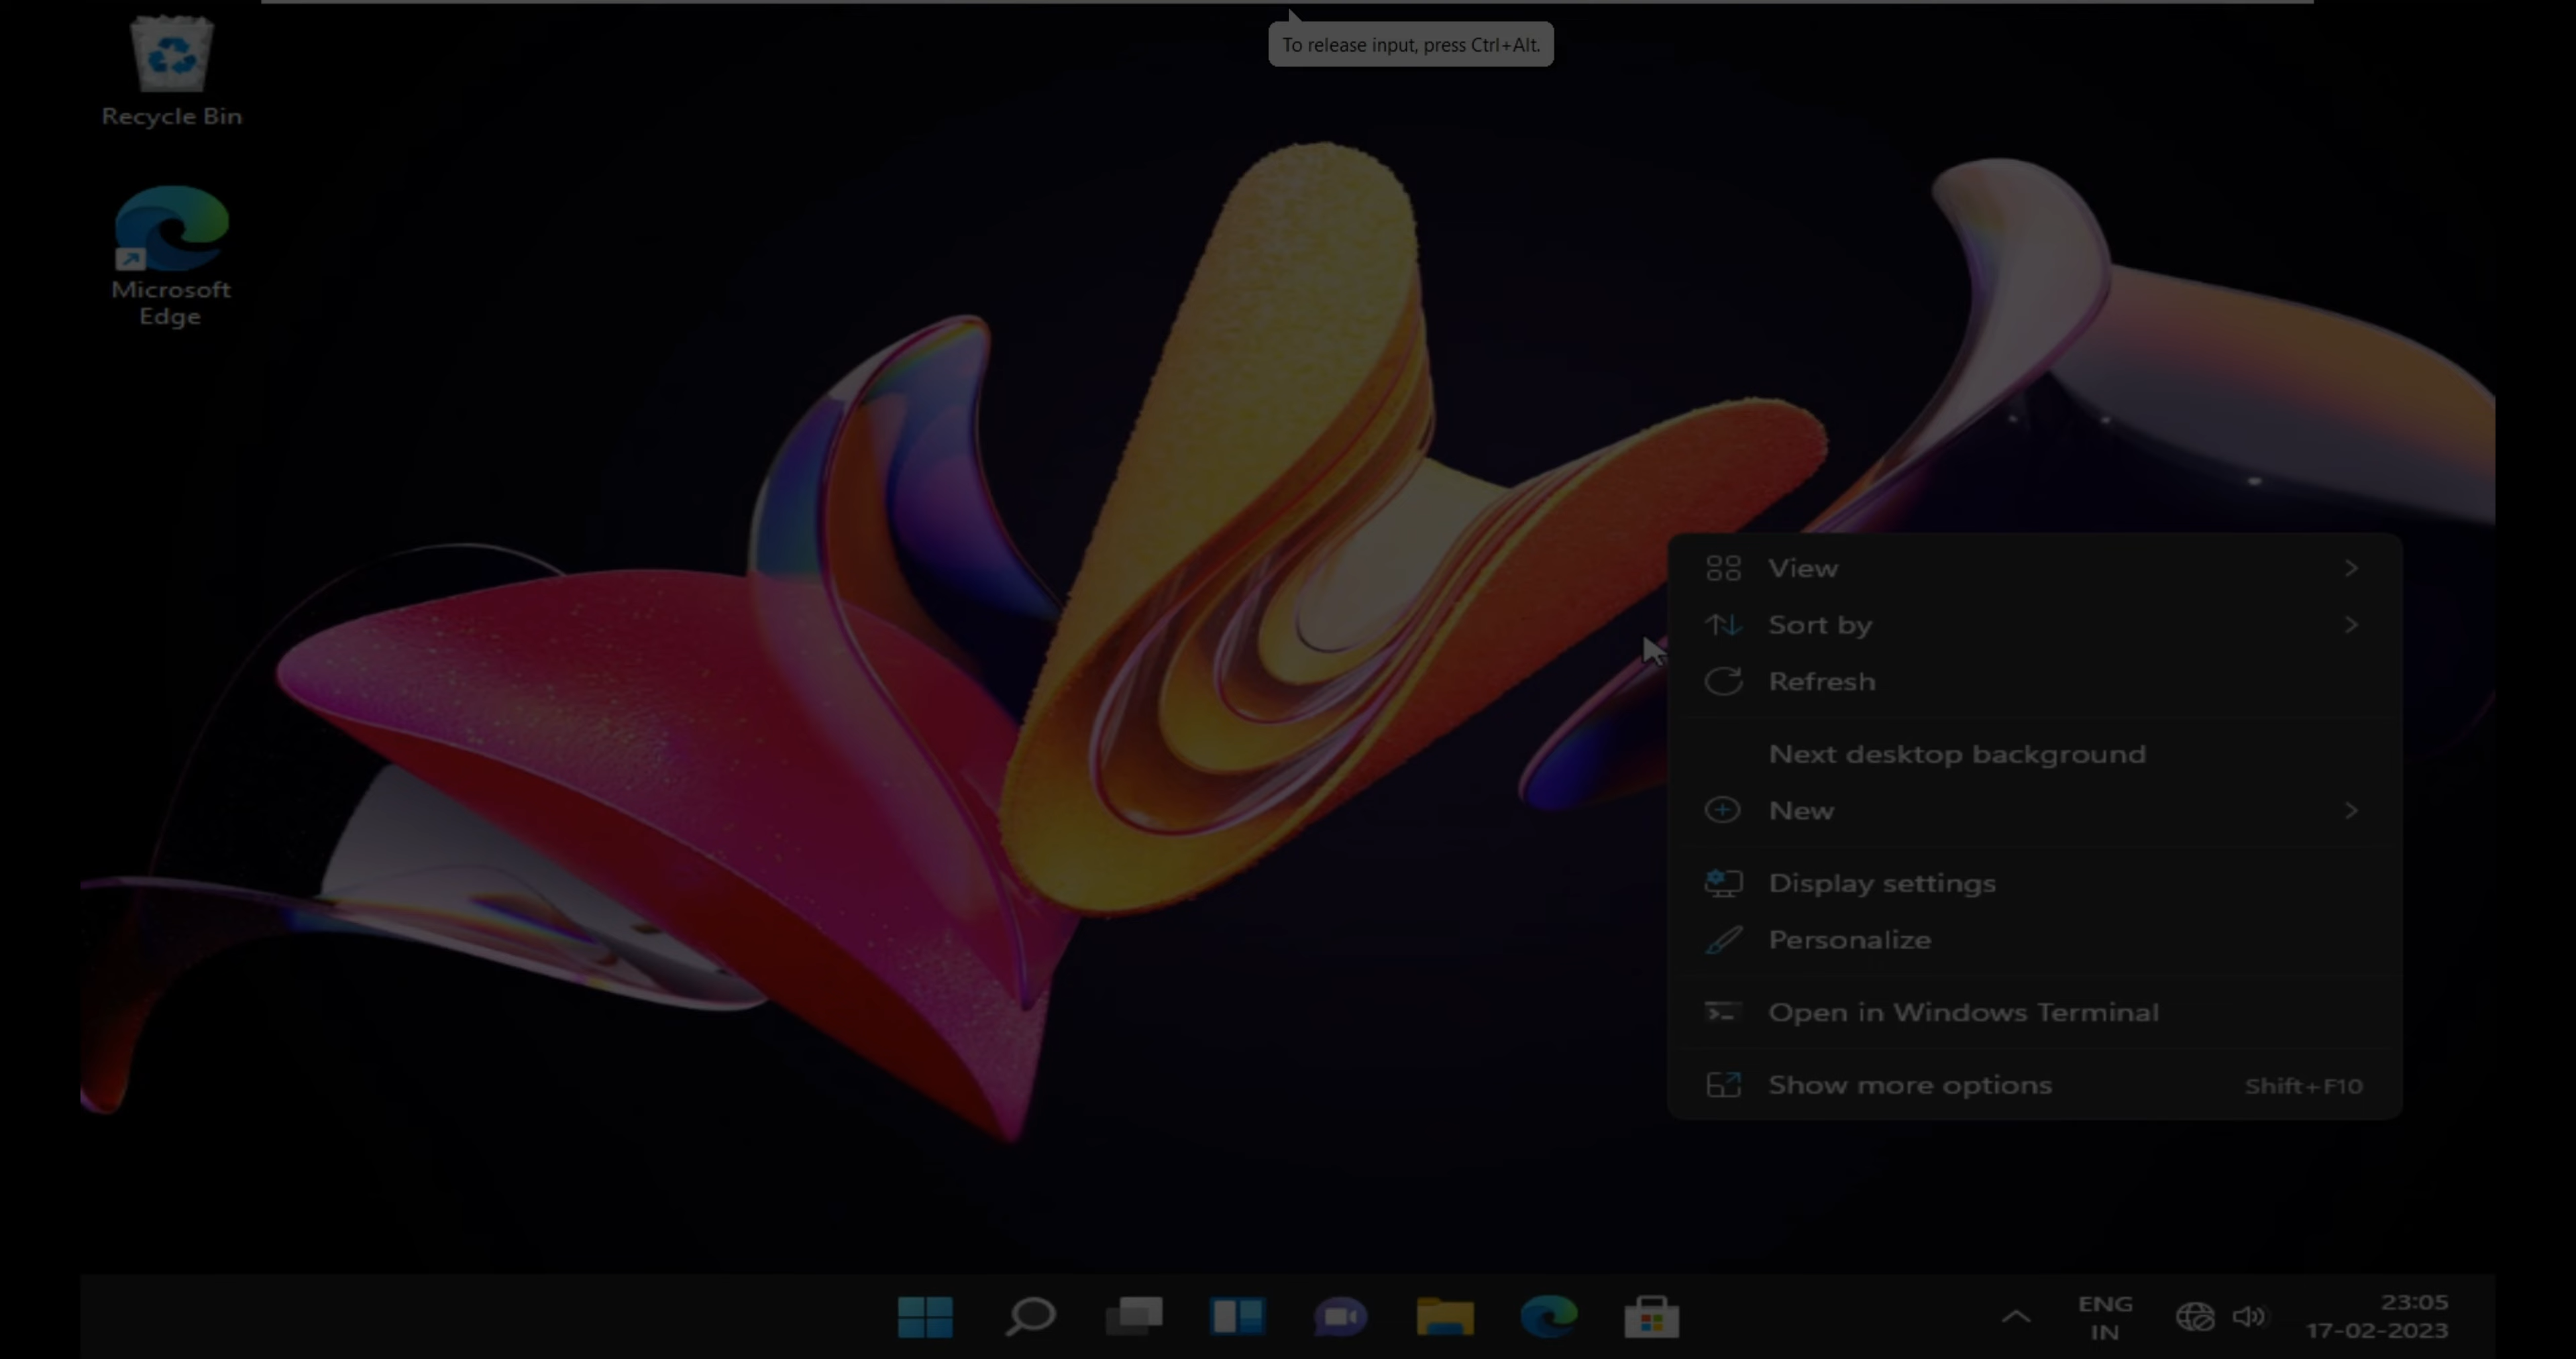 To release input, press Ctrl+Alt.
Recycle Bin
Microsoft
Edge
View
Sort by
Refresh
Next desktop background
New
Display settings
Personalize
Open in Windows Terminal
Show more options Shift+F10
ENG
IN
23:05
17-02-2023